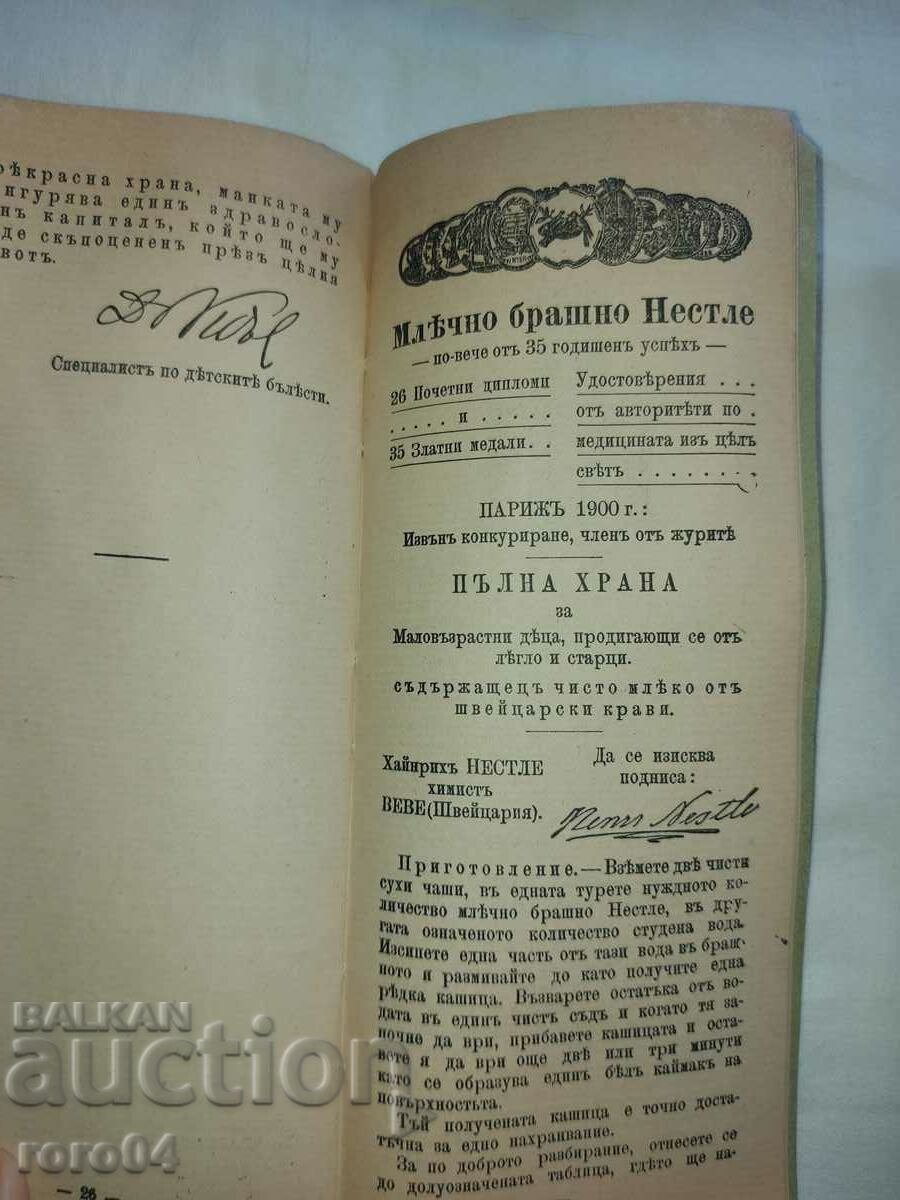 красна храна, манката му
нгурява единъ здравосло-
нъ капиталъ, който ще му
де скъпоценен прѣзъ цѣлия
вотъ.
Специалистъ по дѣтскитѣ бълѣсти.
— 26 —
Млѣчно брашно Нестле
— по-вече отъ 35 годишенъ успѣхъ —
26 Почетни дипломи
. . . . . и . . . . .
35 Златни медали. .
Удостовѣрения . . .
отъ авторитѣти по .
медицината изъ цѣлъ
свѣтъ . . . . . . . .
ПАРИЖЪ 1900 г.:
Извънъ конкуриране, членъ отъ журитѣ
ПЪЛНА ХРАНА
за
Маловъзрастни дѣца, продигающи се отъ
лѣгло и старци.
съдържащецъ чисто млѣко отъ
швейцарски крави.
Хайнрихъ НЕСТЛЕ
химистъ
ВЕВЕ (Швейцария).
Да се изисква
подписа:
Henri Nestle
Приготовление.— Вземете двѣ чисти
сухи чаши, въ едната турете нуждното ко-
личество млѣчно брашно Нестле, въ дру-
гата означеното количество студена вода.
Изсипете една часть отъ тази вода въ браш-
ното и размивайте до като получите една
рѣдка кашица. Възварете остатъка отъ во-
дата въ единъ чистъ съдъ и когато тя за-
почне да ври, прибавете кашицата и оста-
вете я да ври още двѣ или три минути
като се образува единъ бѣлъ каймакъ на
повърхностьта.
Тъй получената кашица е точно доста-
тъчна за едно нахранвание.
За по доброто разбирание, отнесете се
до долуозначената таблица, гдѣто ще на-
BALKAN
auction
roro04